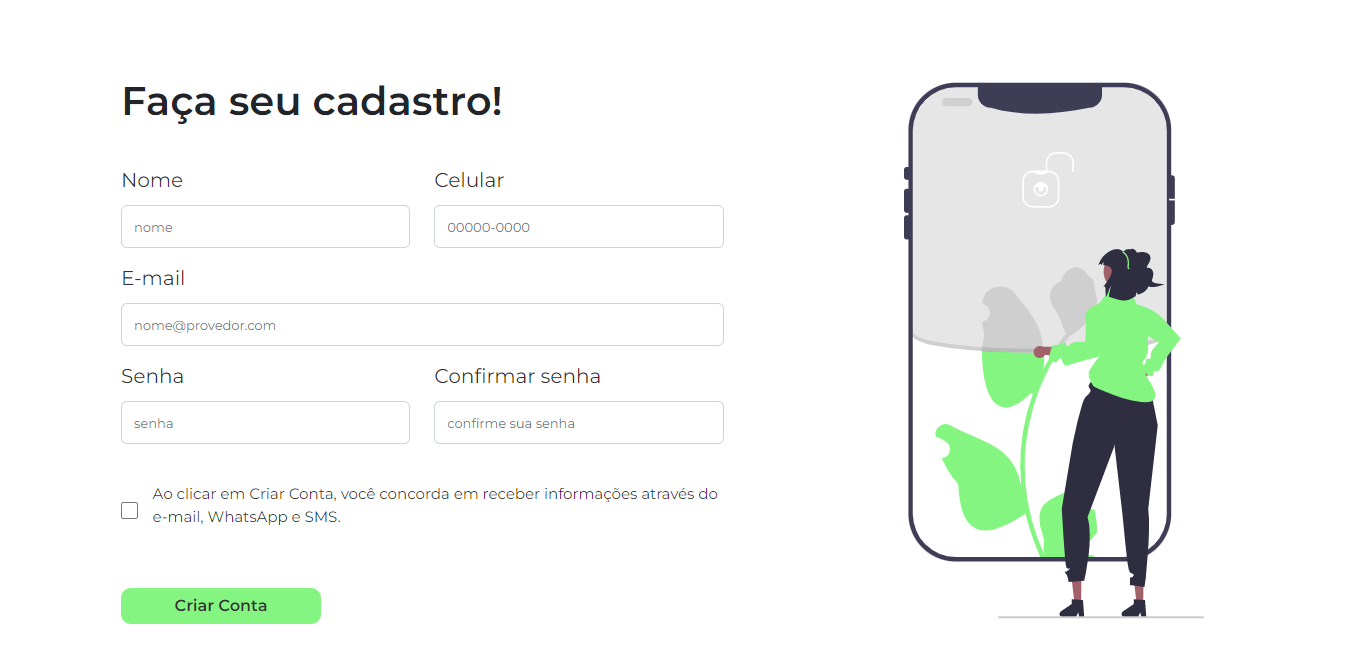 Faça seu cadastro!
Nome
Celular
nome
00000-0000
E-mail
nome@provedor.com
Senha
Confirmar senha
senha
confirme sua senha
Ao clicar em Criar Conta, você concorda em receber informações através do
e-mail, WhatsApp e SMS.
Criar Conta